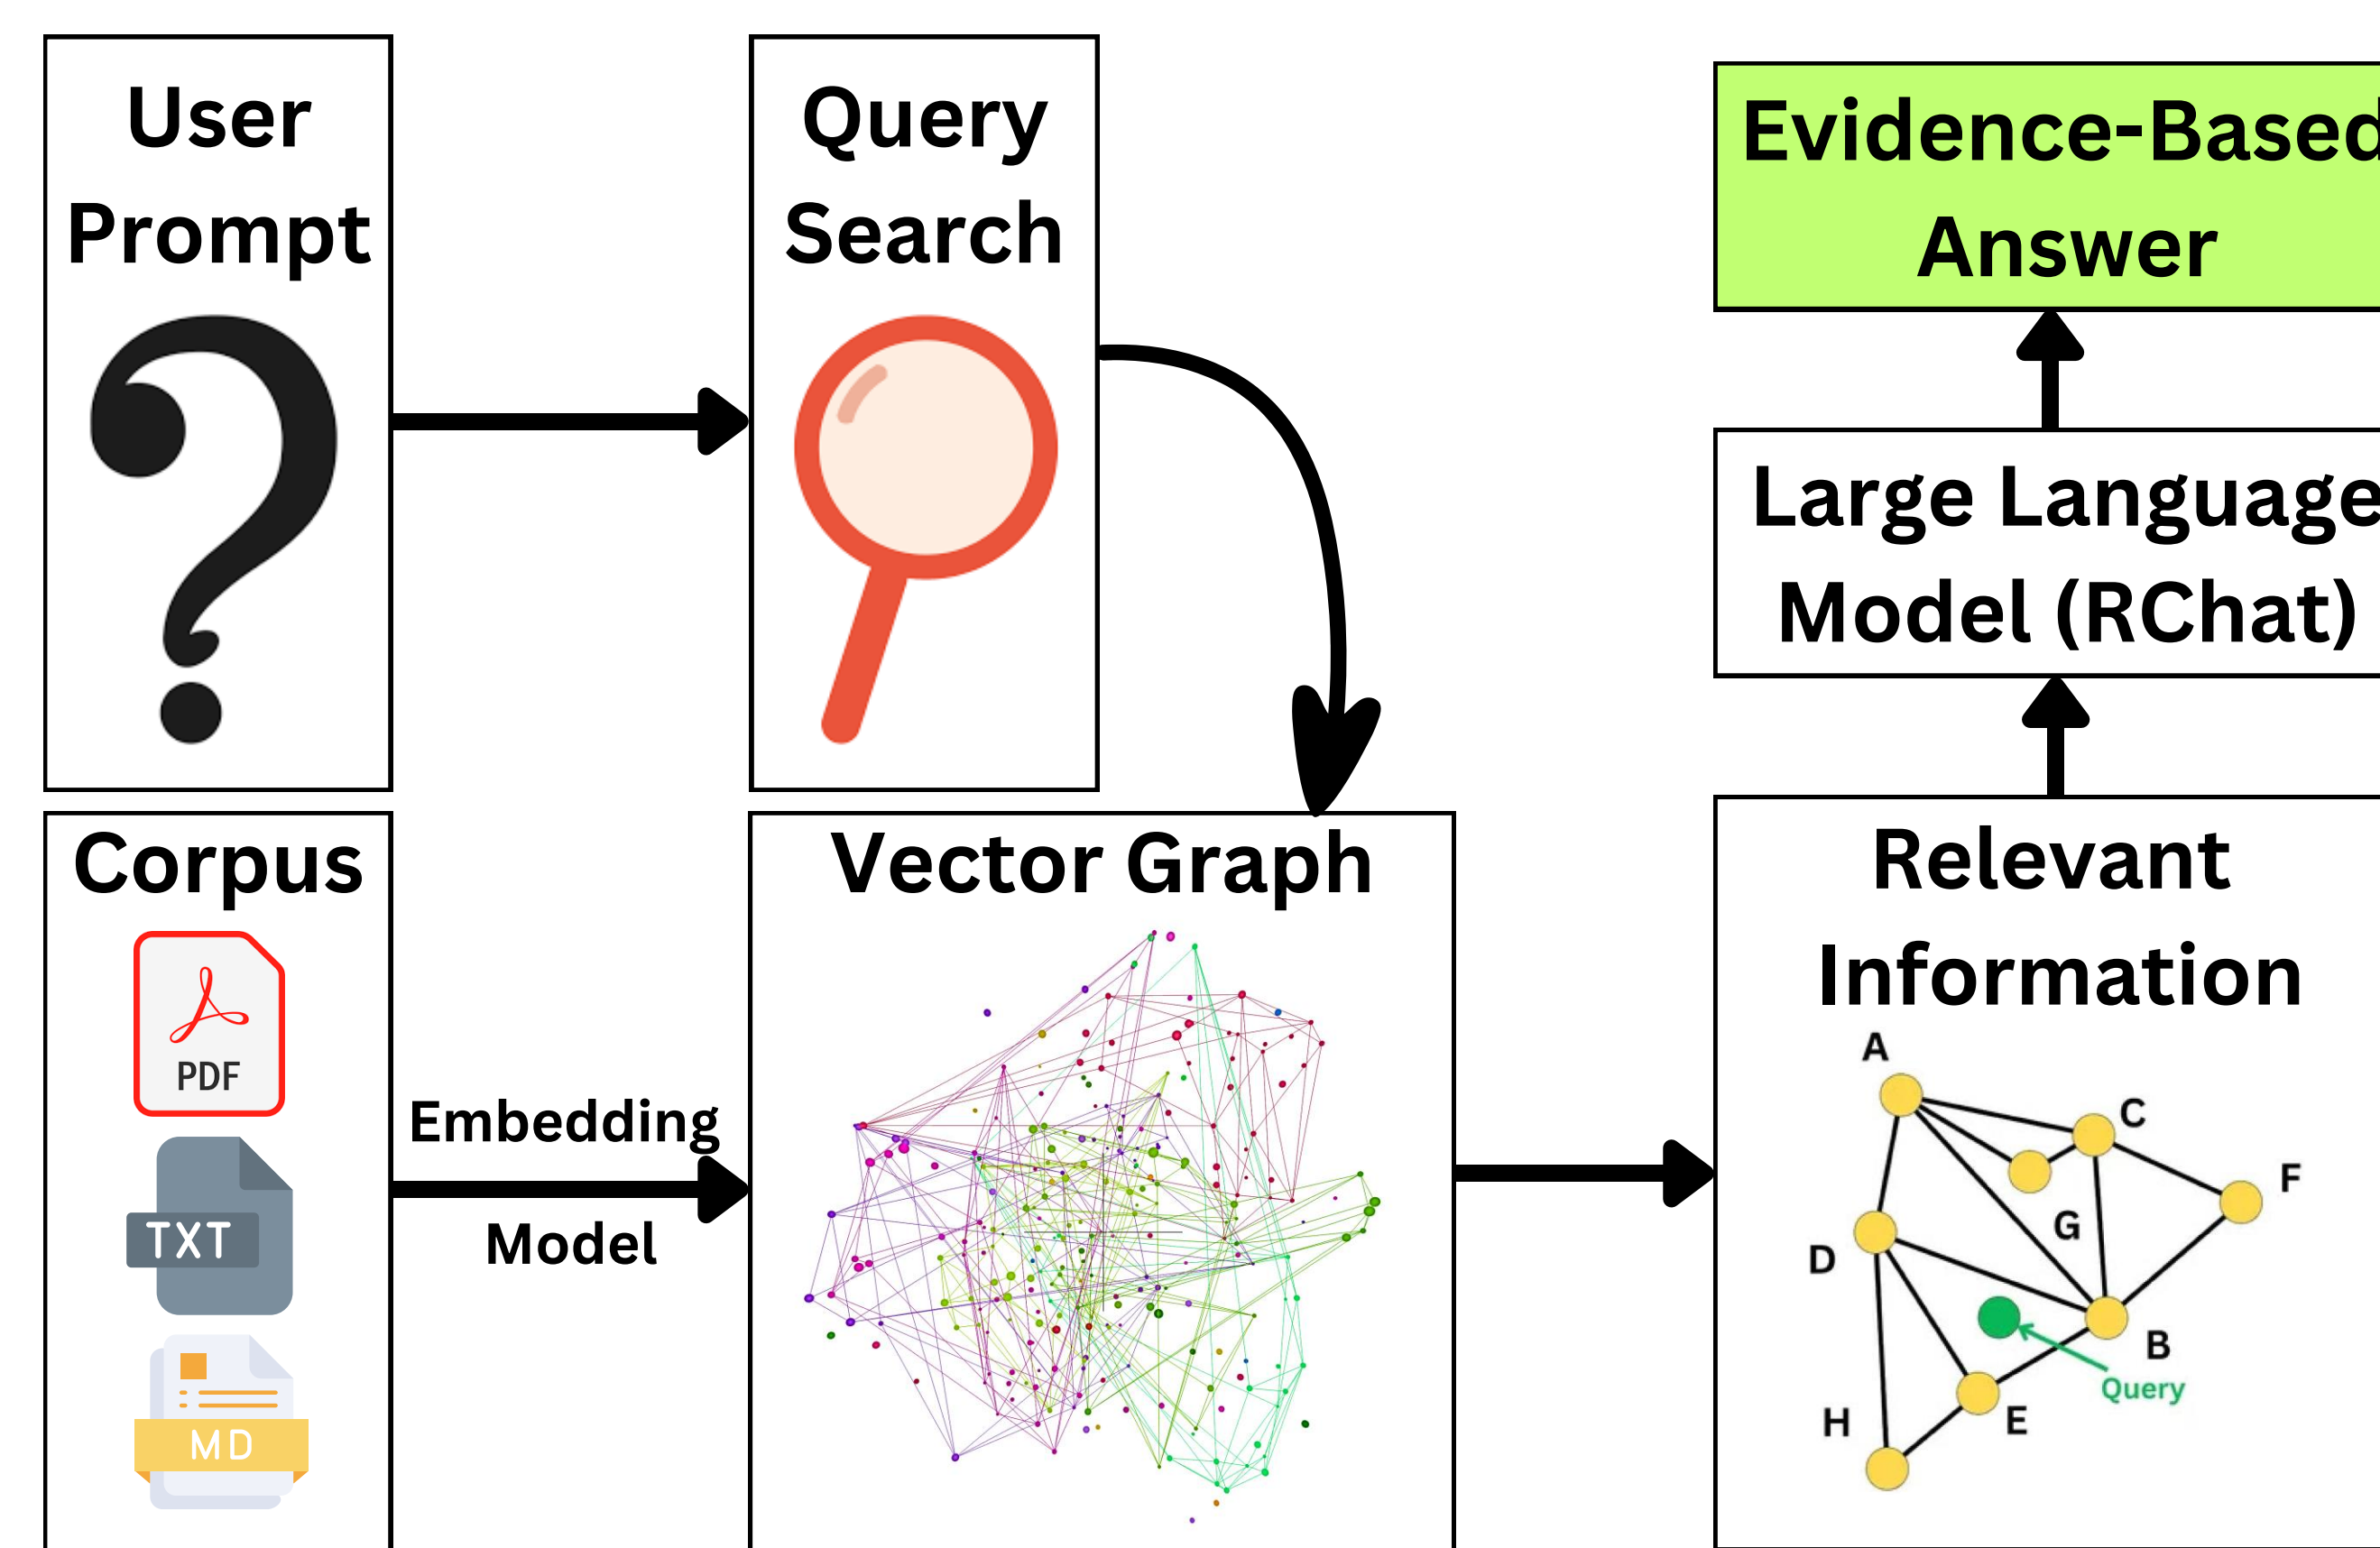 User
Prompt
Query
Search
Evidence-Based
Answer
Large Language
Model (RChat)
Corpus
PDF
TXT
MD
Embedding
Model
Vector Graph
Relevant
Information
A
C
F
G
D
B
Query
H
E